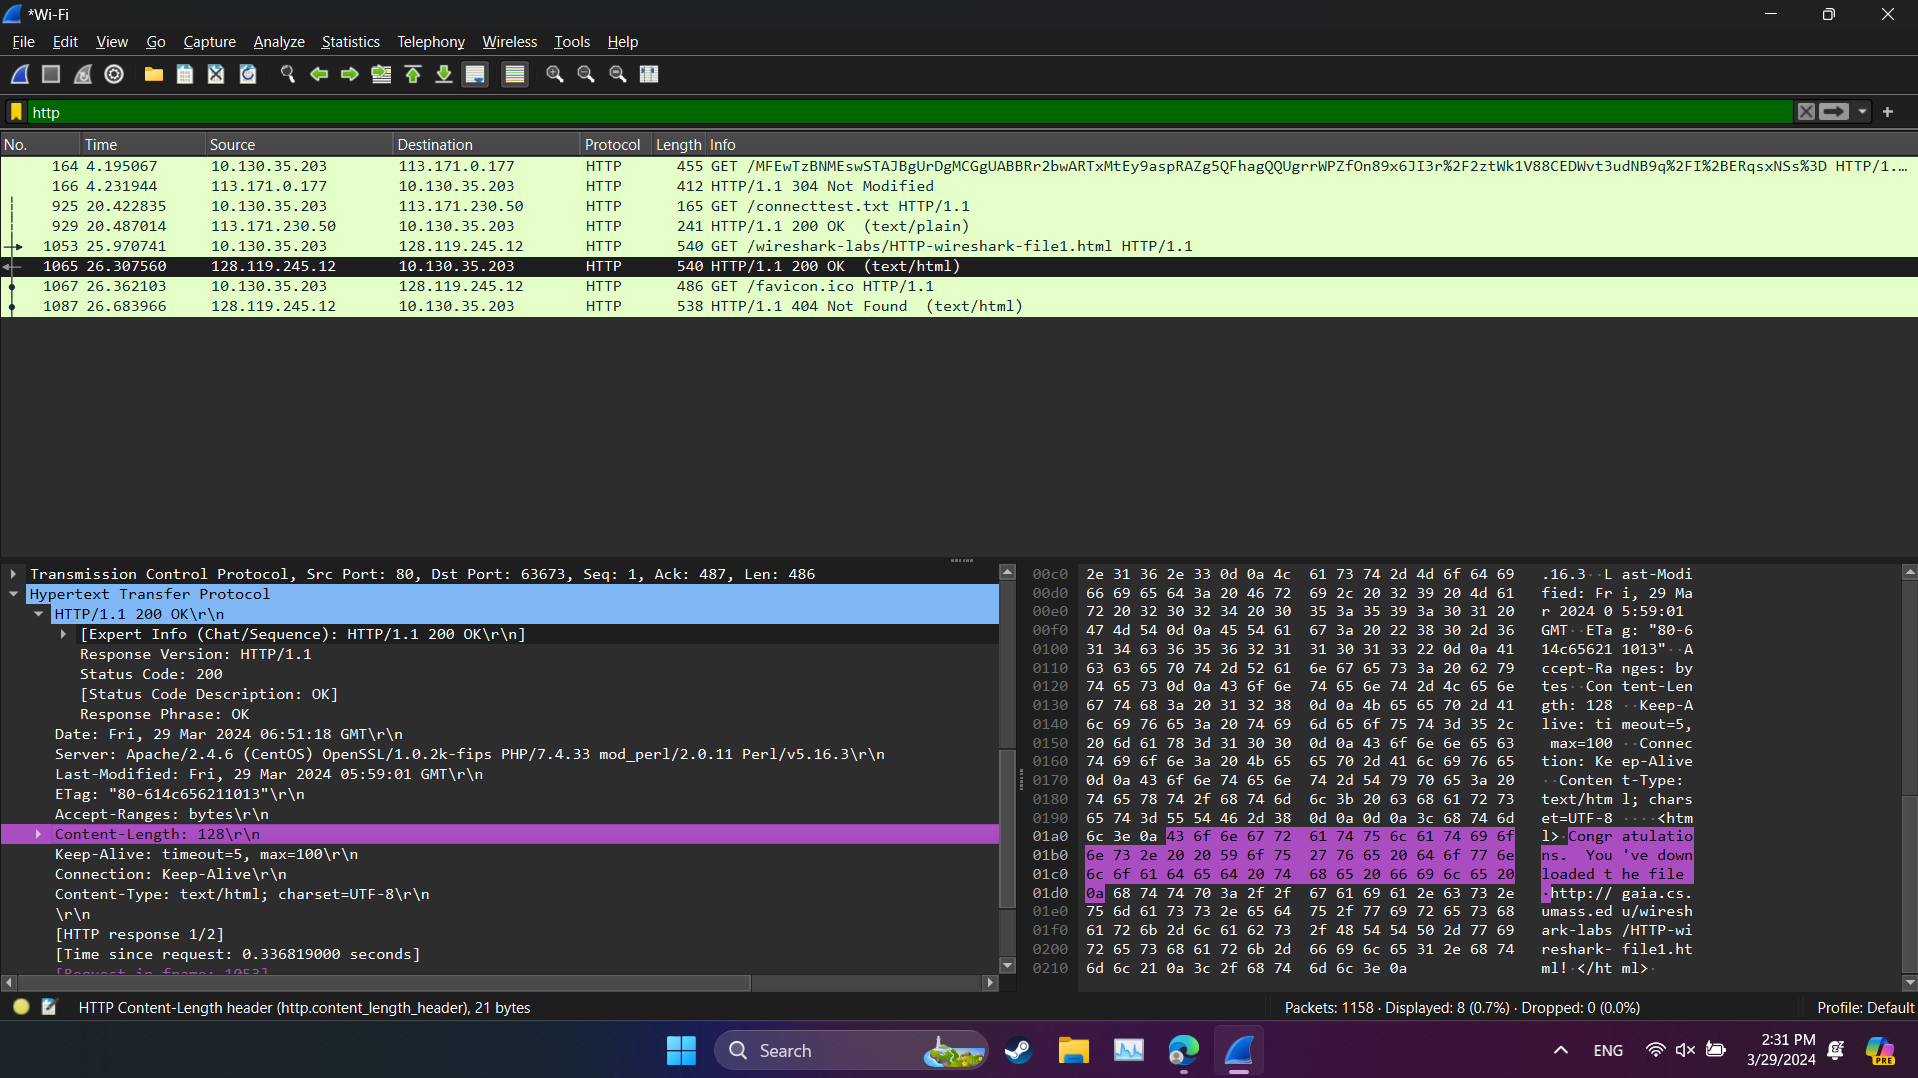 *Wi-Fi
File Edit View Go Capture Analyze Statistics Telephony Wireless Tools Help
http
No. Time Source Destination Protocol Length Info
164 4.195067 10.130.35.203 113.171.0.177 HTTP 455 GET /MFEwTzBNMEswSTAJBgUrDgMCGgUABBRr2bwARTxMtEy9aspRAZg5QFhagQQUgrrWPZfOn89x6JI3r%2F2ztWk1V88CEDWvt3udNB9q%2FI%2BERqsxNSs%3D HTTP/1....
166 4.231944 113.171.0.177 10.130.35.203 HTTP 412 HTTP/1.1 304 Not Modified
925 20.422835 10.130.35.203 113.171.230.50 HTTP 165 GET /connecttest.txt HTTP/1.1
929 20.487014 113.171.230.50 10.130.35.203 HTTP 241 HTTP/1.1 200 OK (text/plain)
1053 25.970741 10.130.35.203 128.119.245.12 HTTP 540 GET /wireshark-labs/HTTP-wireshark-file1.html HTTP/1.1
1065 26.307560 128.119.245.12 10.130.35.203 HTTP 540 HTTP/1.1 200 OK (text/html)
1067 26.362103 10.130.35.203 128.119.245.12 HTTP 486 GET /favicon.ico HTTP/1.1
1087 26.683966 128.119.245.12 10.130.35.203 HTTP 538 HTTP/1.1 404 Not Found (text/html)
Transmission Control Protocol, Src Port: 80, Dst Port: 63673, Seq: 1, Ack: 487, Len: 486
Hypertext Transfer Protocol
HTTP/1.1 200 OK\r\n
[Expert Info (Chat/Sequence): HTTP/1.1 200 OK\r\n]
Response Version: HTTP/1.1
Status Code: 200
[Status Code Description: OK]
Response Phrase: OK
Date: Fri, 29 Mar 2024 06:51:18 GMT\r\n
Server: Apache/2.4.6 (CentOS) OpenSSL/1.0.2k-fips PHP/7.4.33 mod_perl/2.0.11 Perl/v5.16.3\r\n
Last-Modified: Fri, 29 Mar 2024 05:59:01 GMT\r\n
ETag: "80-614c656211013"\r\n
Accept-Ranges: bytes\r\n
Content-Length: 128\r\n
Keep-Alive: timeout=5, max=100\r\n
Connection: Keep-Alive\r\n
Content-Type: text/html; charset=UTF-8\r\n
\r\n
[HTTP response 1/2]
[Time since request: 0.336819000 seconds]
[Request in frame: 1053]
00c0 2e 31 36 2e 33 0d 0a 4c 61 73 74 2d 4d 6f 64 69 .16.3··L ast-Modi
00d0 66 69 65 64 3a 20 46 72 69 2c 20 32 39 20 4d 61 fied: Fr i, 29 Ma
00e0 72 20 32 30 32 34 20 30 35 3a 35 39 3a 30 31 20 r 2024 0 5:59:01
00f0 47 4d 54 0d 0a 45 54 61 67 3a 20 22 38 30 2d 36 GMT··ETa g: "80-6
0100 31 34 63 36 35 36 32 31 31 30 31 33 22 0d 0a 41 14c65621 1013"··A
0110 63 63 65 70 74 2d 52 61 6e 67 65 73 3a 20 62 79 ccept-Ra nges: by
0120 74 65 73 0d 0a 43 6f 6e 74 65 6e 74 2d 4c 65 6e tes··Con tent-Len
0130 67 74 68 3a 20 31 32 38 0d 0a 4b 65 65 70 2d 41 gth: 128 ··Keep-A
0140 6c 69 76 65 3a 20 74 69 6d 65 6f 75 74 3d 35 2c live: ti meout=5,
0150 20 6d 61 78 3d 31 30 30 0d 0a 43 6f 6e 6e 65 63 max=100 ··Connec
0160 74 69 6f 6e 3a 20 4b 65 65 70 2d 41 6c 69 76 65 tion: Ke ep-Alive
0170 0d 0a 43 6f 6e 74 65 6e 74 2d 54 79 70 65 3a 20 ··Conten t-Type:
0180 74 65 78 74 2f 68 74 6d 6c 3b 20 63 68 61 72 73 text/htm l; chars
0190 65 74 3d 55 54 46 2d 38 0d 0a 0d 0a 3c 68 74 6d et=UTF-8 ····<htm
01a0 6c 3e 0a 43 6f 6e 67 72 61 74 75 6c 61 74 69 6f l>·Congr atulatio
01b0 6e 73 2e 20 20 59 6f 75 27 76 65 20 64 6f 77 6e ns. You 've down
01c0 6c 6f 61 64 65 64 20 74 68 65 20 66 69 6c 65 20 loaded t he file
01d0 0a 68 74 74 70 3a 2f 2f 67 61 69 61 2e 63 73 2e ·http:// gaia.cs.
01e0 75 6d 61 73 73 2e 65 64 75 2f 77 69 72 65 73 68 umass.ed u/wiresh
01f0 61 72 6b 2d 6c 61 62 73 2f 48 54 54 50 2d 77 69 ark-labs /HTTP-wi
0200 72 65 73 68 61 72 6b 2d 66 69 6c 65 31 2e 68 74 reshark- file1.ht
0210 6d 6c 21 0a 3c 2f 68 74 6d 6c 3e 0a ml!·</ht ml>·
HTTP Content-Length header (http.content_length_header), 21 bytes
Packets: 1158 · Displayed: 8 (0.7%) · Dropped: 0 (0.0%)
Profile: Default
Search
ENG
2:31 PM
3/29/2024
PRE